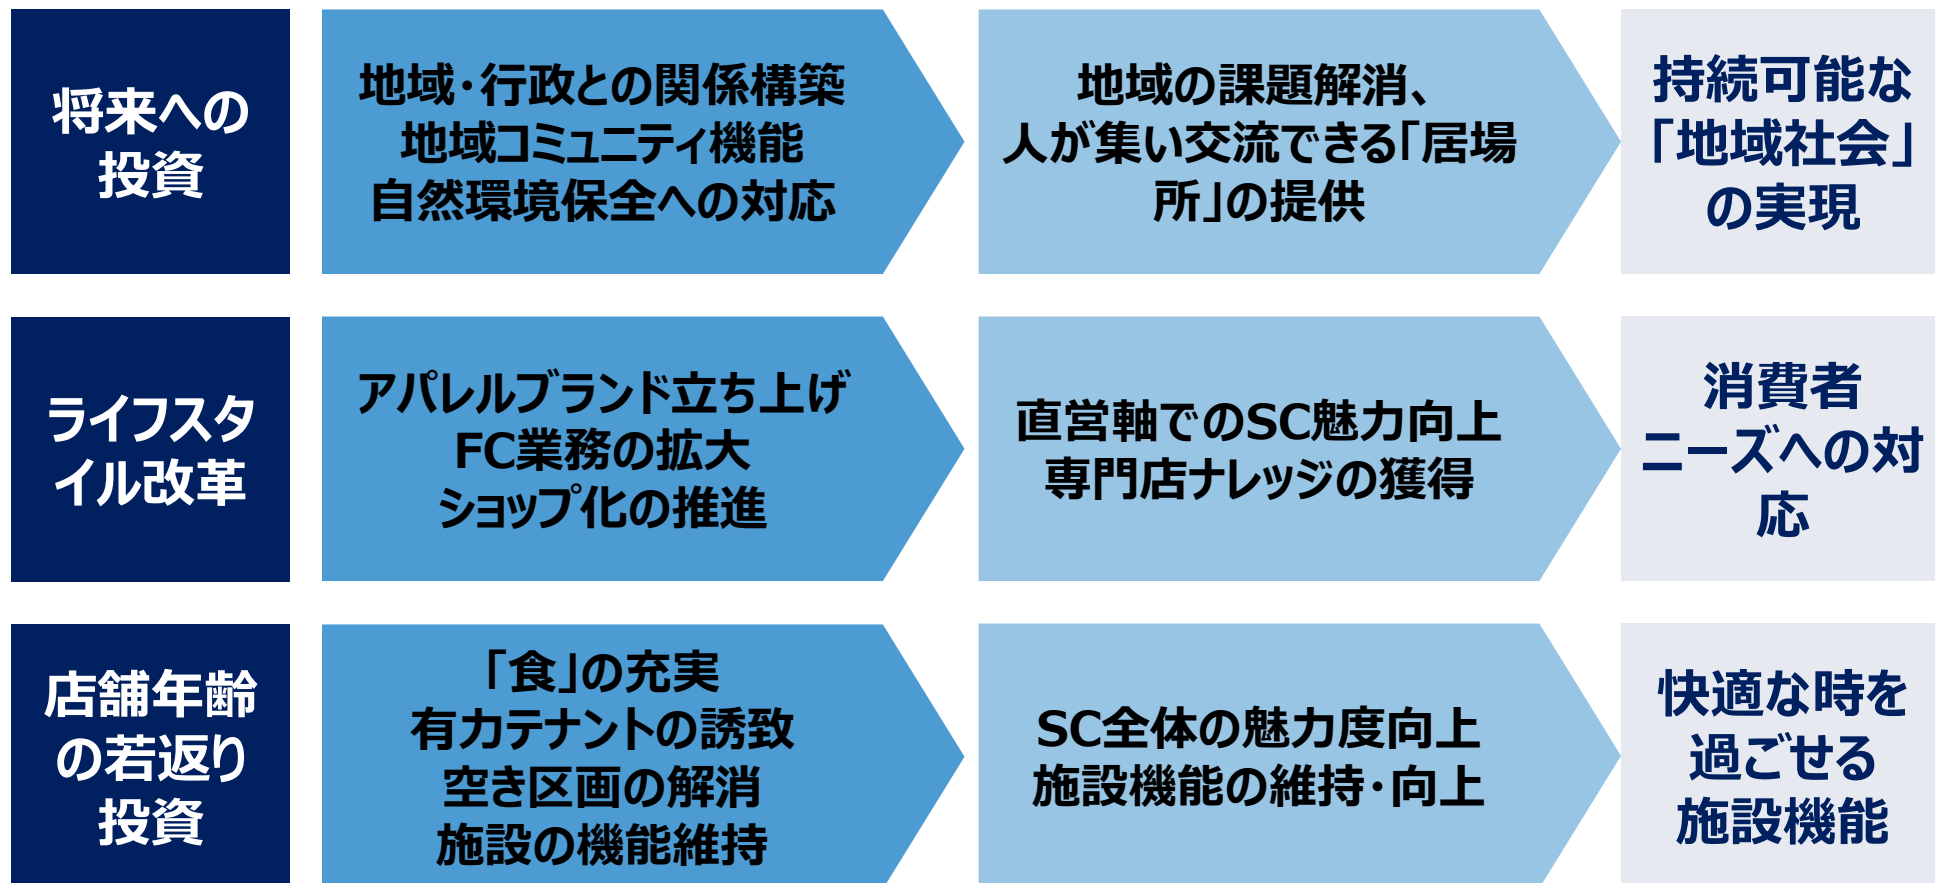 将来への
投資
地域・行政との関係構築
地域コミュニティ機能
自然環境保全への対応
地域の課題解消、
人が集い交流できる「居場
所」の提供
持続可能な
「地域社会」
の実現
ライフスタ
イル改革
アパレルブランド立ち上げ
FC業務の拡大
ショップ化の推進
直営軸でのSC魅力向上
専門店ナレッジの獲得
消費者
ニーズへの対
応
店舗年齢
の若返り
投資
「食」の充実
有力テナントの誘致
空き区画の解消
施設の機能維持
SC全体の魅力度向上
施設機能の維持・向上
快適な時を
過ごせる
施設機能